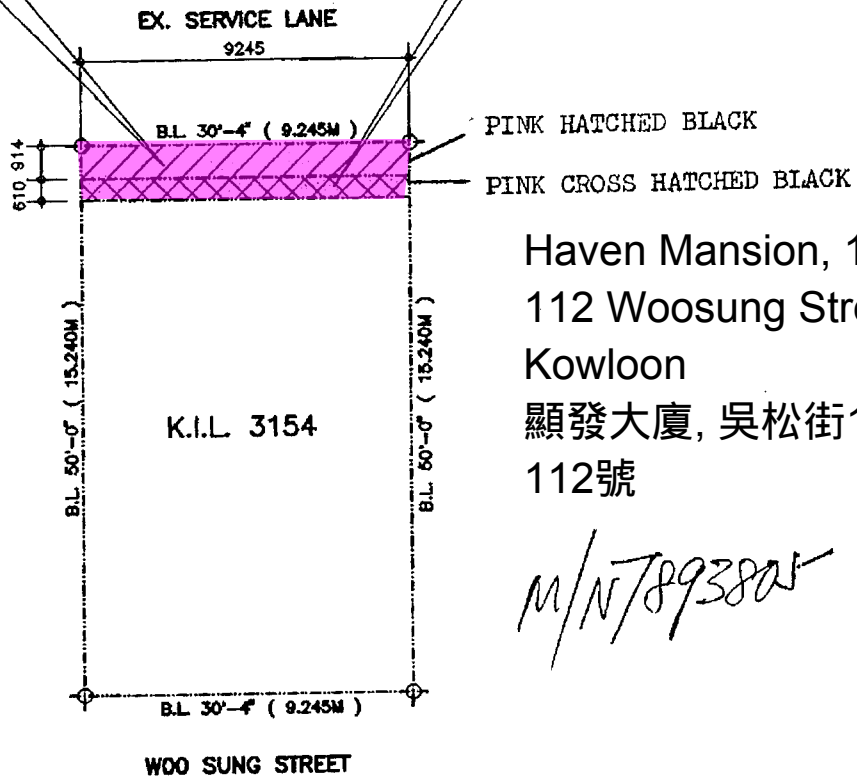 EX. SERVICE LANE
9245
B.L. 30'-4" ( 9.245M )
PINK HATCHED BLACK
914
610
PINK CROSS HATCHED BLACK
Haven Mansion, 1
112 Woosung Stre
Kowloon
顯發大廈, 吳松街1
112號
B.L. 50'-0" ( 15.240M )
B.L. 50'-0" ( 15.240M )
K.I.L. 3154
M/N7893805
B.L. 30'-4" ( 9.245M )
WOO SUNG STREET